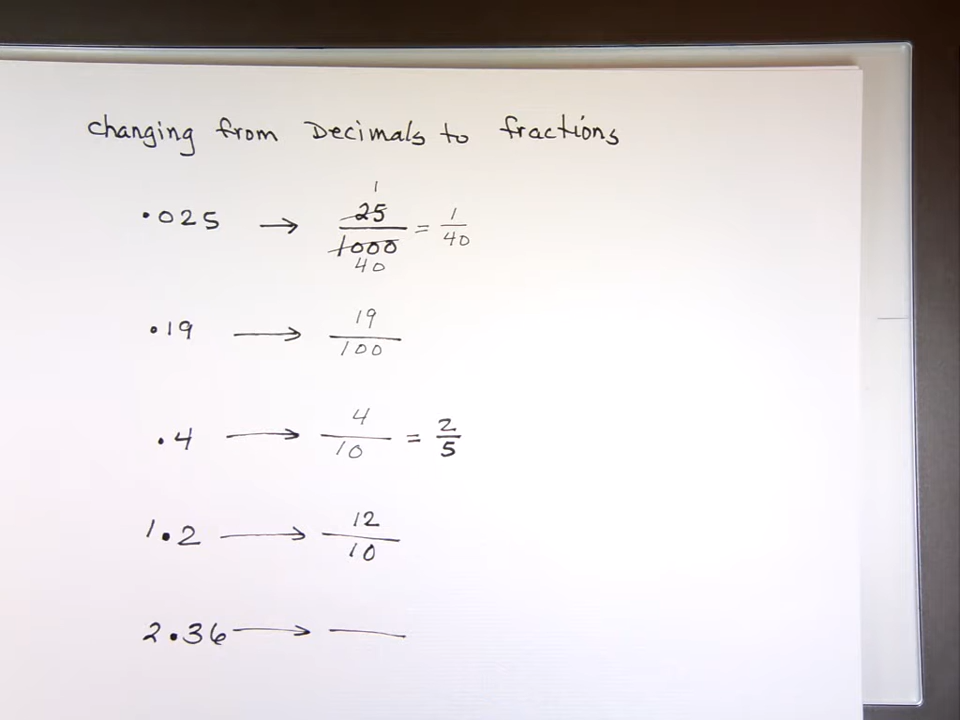 changing from Decimals to fractions
1
.025 → 25/1000 = 1/40
40
.19 → 19/100
.4 → 4/10 = 2/5
1.2 → 12/10
2.36 →